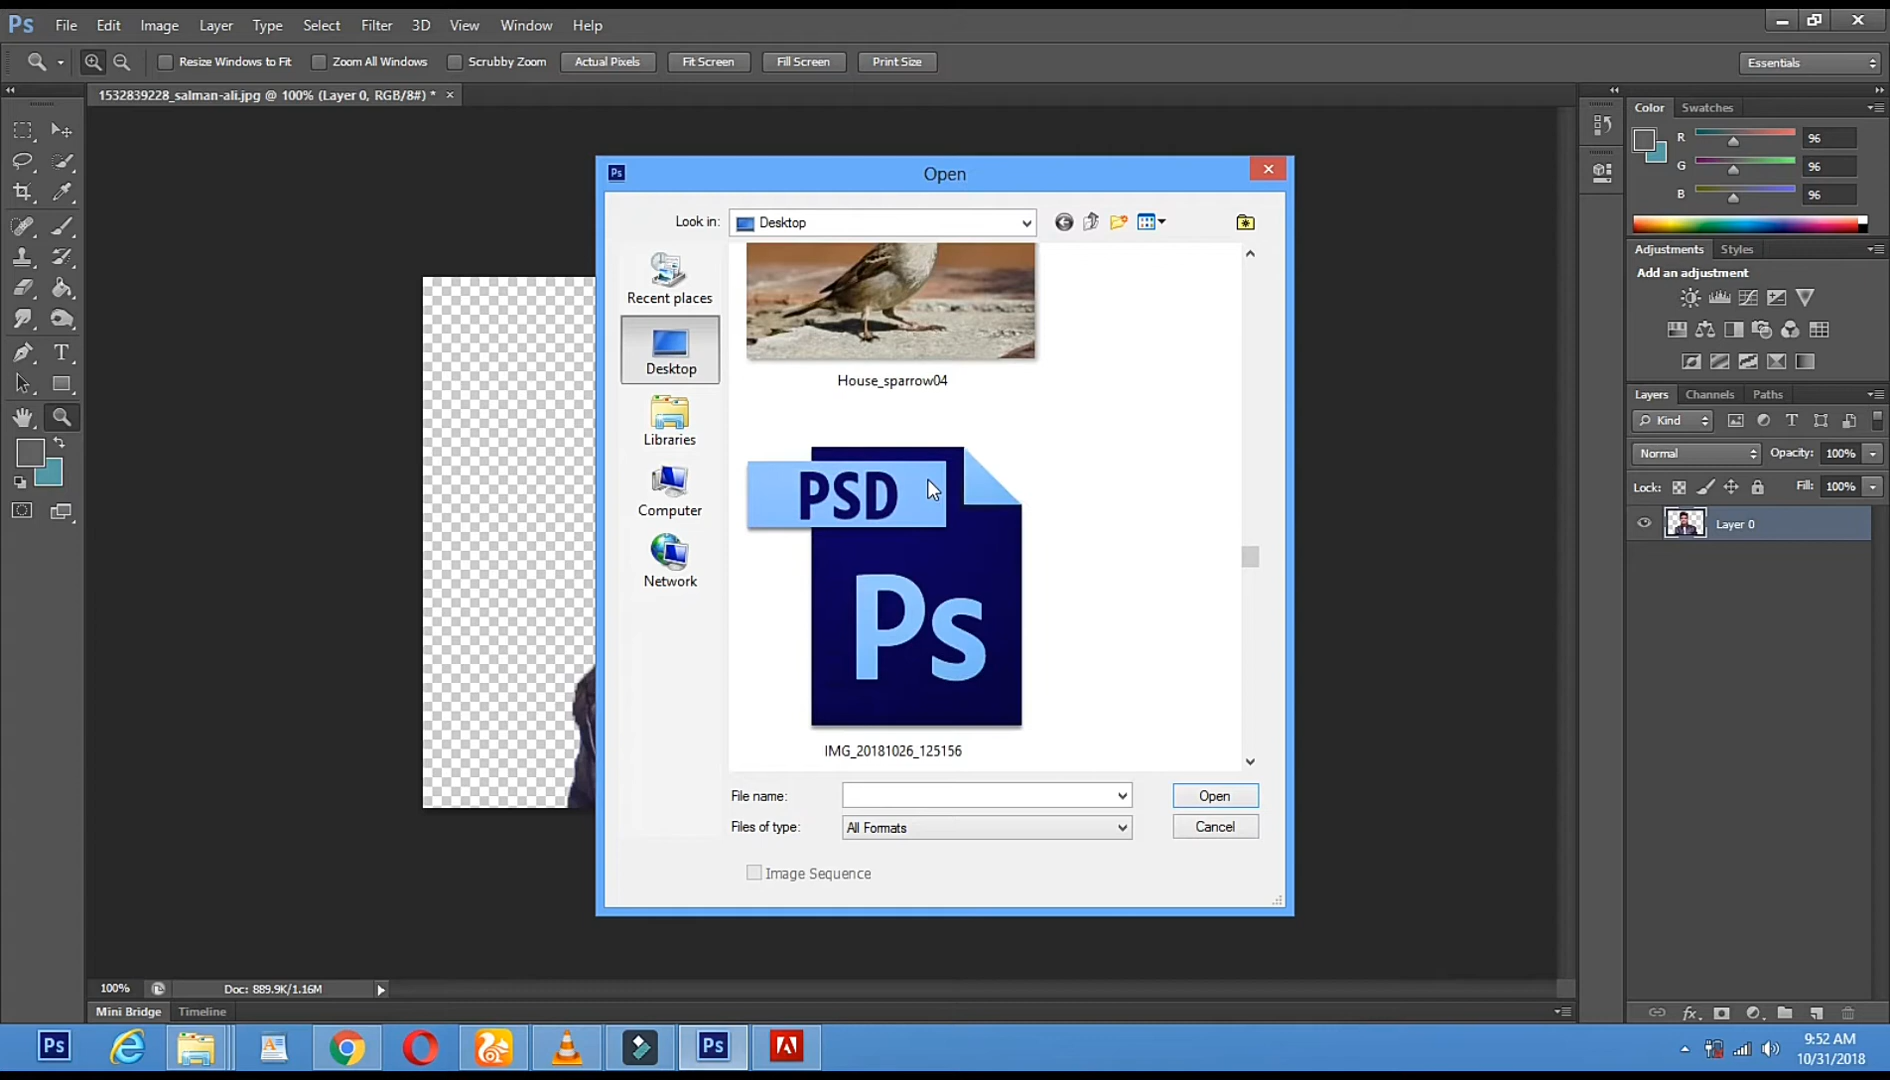 Ps File Edit Image Layer Type Select Filter 3D View Window Help
Resize Windows to Fit Zoom All Windows Scrubby Zoom Actual Pixels Fit Screen Fill Screen Print Size Essentials
1532839228_salman-ali.jpg @ 100% (Layer 0, RGB/8#) * ×
Color Swatches
R 96
G 96
B 96
Adjustments Styles
Add an adjustment
Layers Channels Paths
Kind
Normal Opacity: 100%
Lock: Fill: 100%
Layer 0
Ps Open
Look in: Desktop
Recent places
Desktop
Libraries
Computer
Network
House_sparrow04
PSD
Ps
IMG_20181026_125156
File name: Open
Files of type: All Formats Cancel
Image Sequence
100% Doc: 889.9K/1.16M
Mini Bridge Timeline
Ps Ps
9:52 AM
10/31/2018